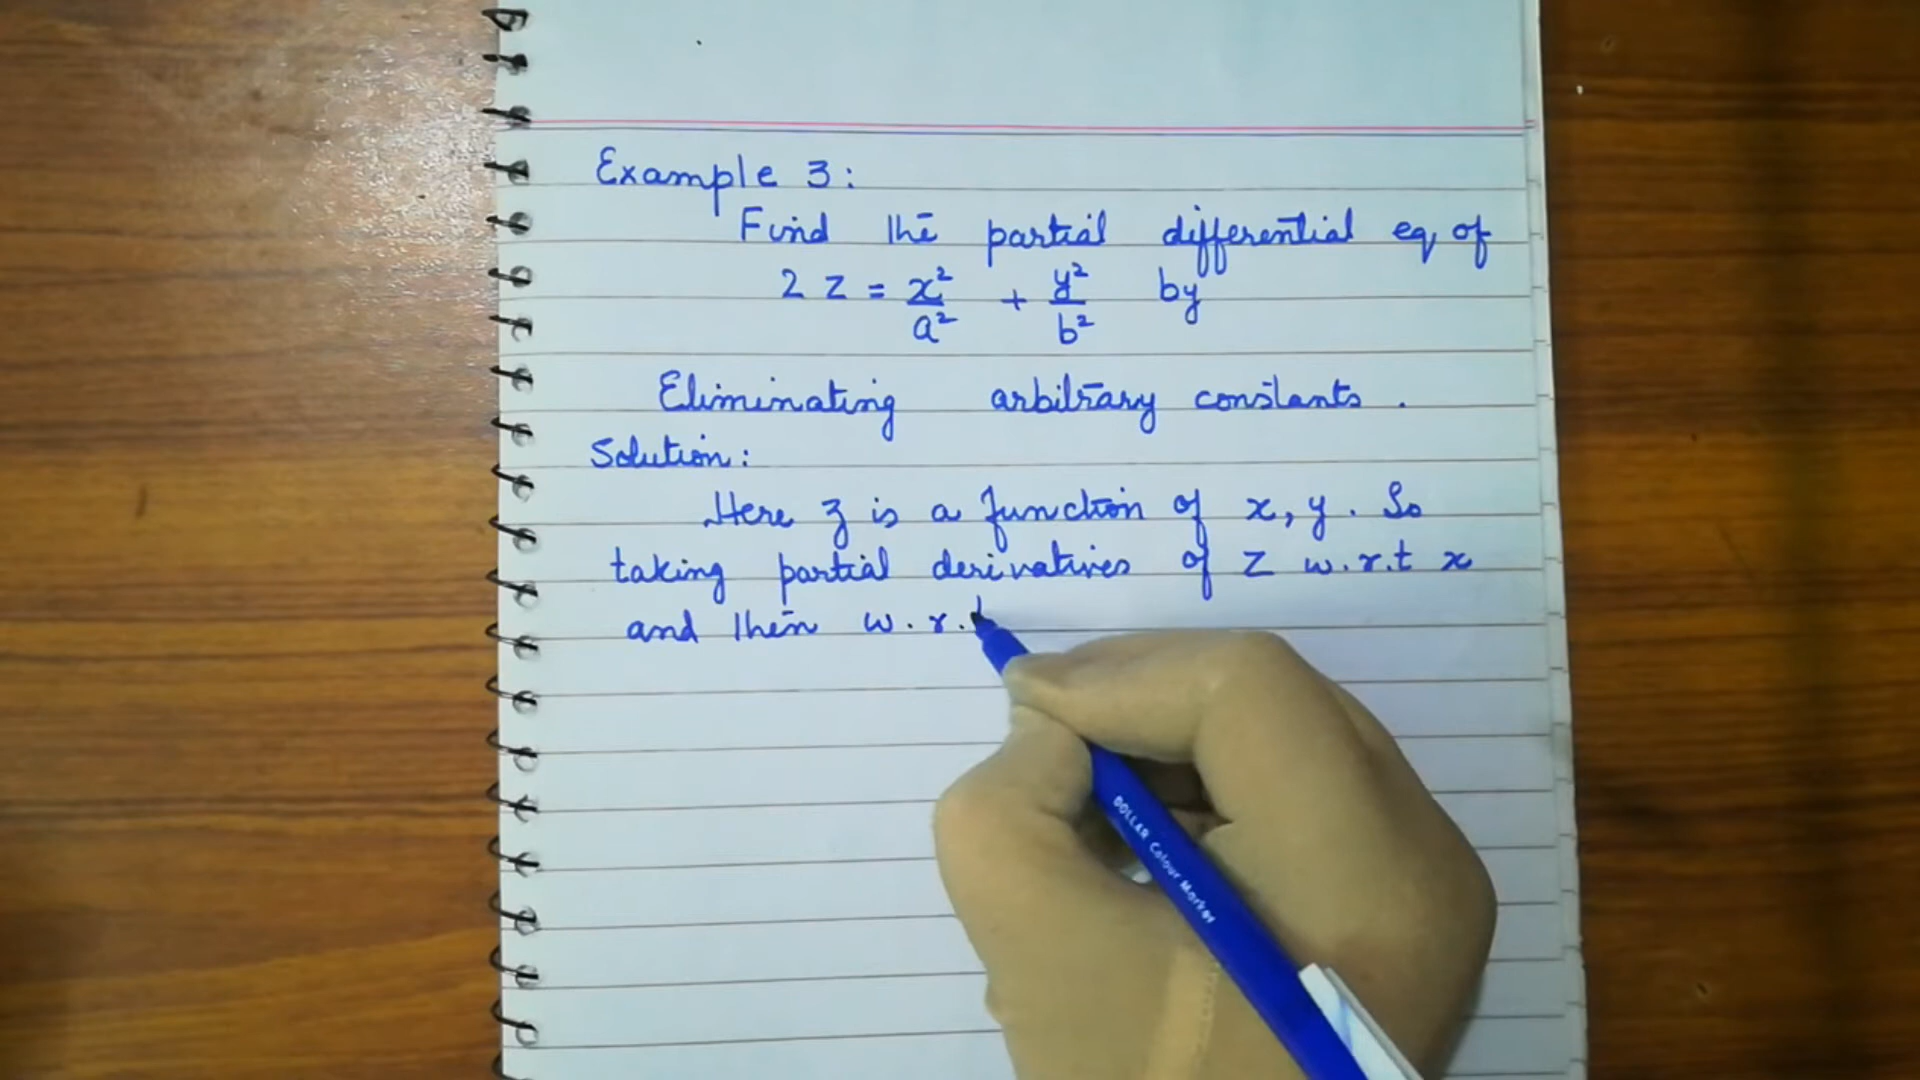 Example 3:
Find the partial differential eq of
2 z = x²/a² + y²/b² by
Eliminating arbitrary constants.
Solution:
Here z is a function of x, y. So
taking partial derivatives of z w.r.t x
and then w.r.t
DOLLAR Colour Marker